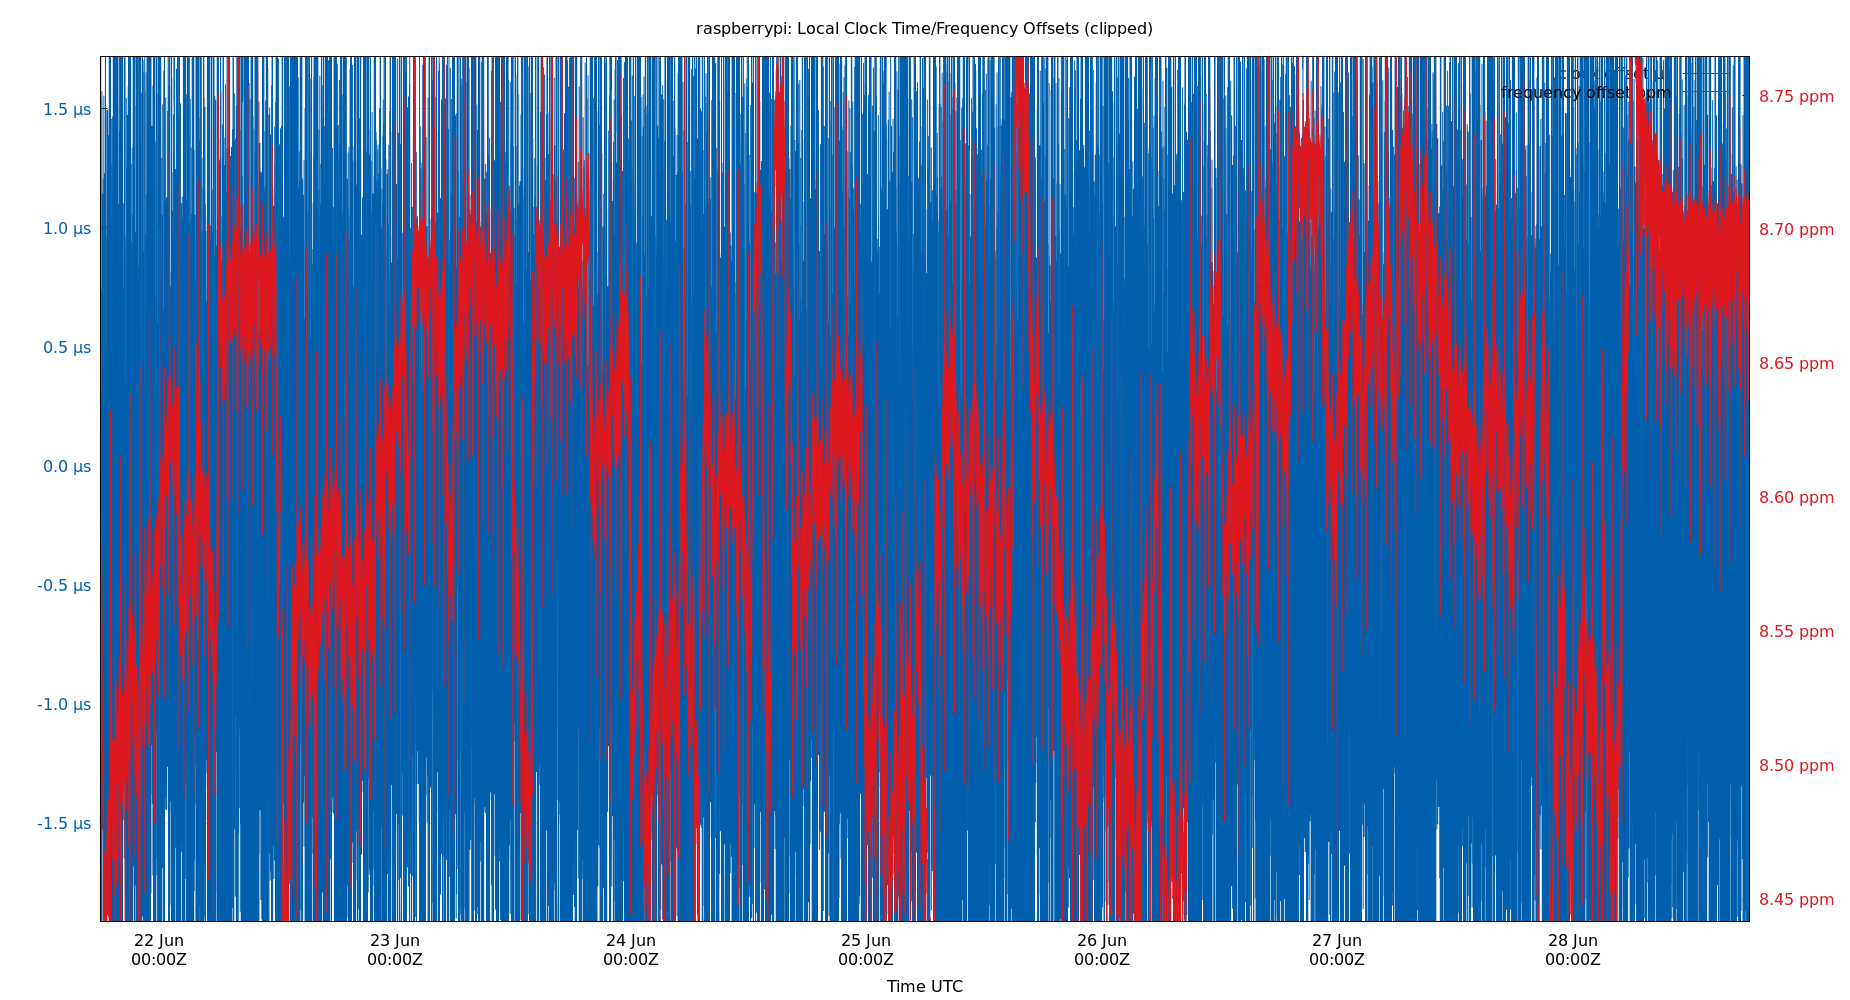 raspberrypi: Local Clock Time/Frequency Offsets (clipped)
clock offset μs
frequency offset ppm
1.5 μs
1.0 μs
0.5 μs
0.0 μs
-0.5 μs
-1.0 μs
-1.5 μs
8.75 ppm
8.70 ppm
8.65 ppm
8.60 ppm
8.55 ppm
8.50 ppm
8.45 ppm
22 Jun 23 Jun 24 Jun 25 Jun 26 Jun 27 Jun 28 Jun
00:00Z 00:00Z 00:00Z 00:00Z 00:00Z 00:00Z 00:00Z
Time UTC